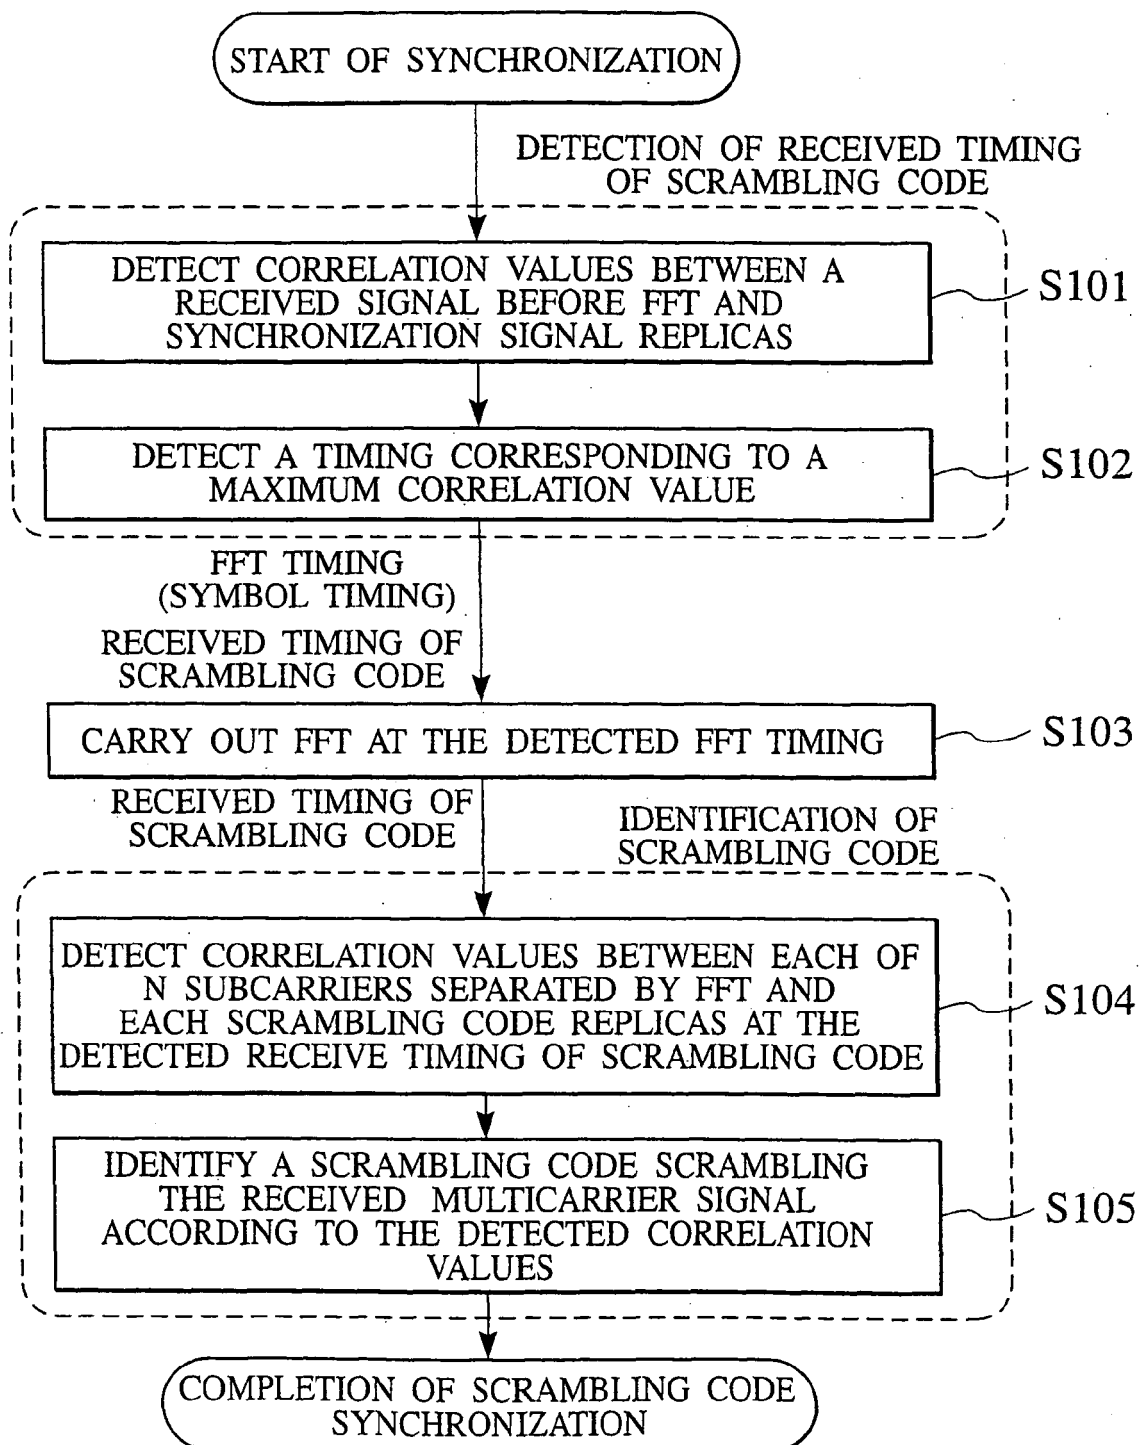 START OF SYNCHRONIZATION
DETECTION OF RECEIVED TIMING
OF SCRAMBLING CODE
DETECT CORRELATION VALUES BETWEEN A
RECEIVED SIGNAL BEFORE FFT AND
SYNCHRONIZATION SIGNAL REPLICAS
S101
DETECT A TIMING CORRESPONDING TO A
MAXIMUM CORRELATION VALUE
S102
FFT TIMING
(SYMBOL TIMING)
RECEIVED TIMING OF
SCRAMBLING CODE
CARRY OUT FFT AT THE DETECTED FFT TIMING
S103
RECEIVED TIMING OF
SCRAMBLING CODE
IDENTIFICATION OF
SCRAMBLING CODE
DETECT CORRELATION VALUES BETWEEN EACH OF
N SUBCARRIERS SEPARATED BY FFT AND
EACH SCRAMBLING CODE REPLICAS AT THE
DETECTED RECEIVE TIMING OF SCRAMBLING CODE
S104
IDENTIFY A SCRAMBLING CODE SCRAMBLING
THE RECEIVED MULTICARRIER SIGNAL
ACCORDING TO THE DETECTED CORRELATION
VALUES
S105
COMPLETION OF SCRAMBLING CODE
SYNCHRONIZATION